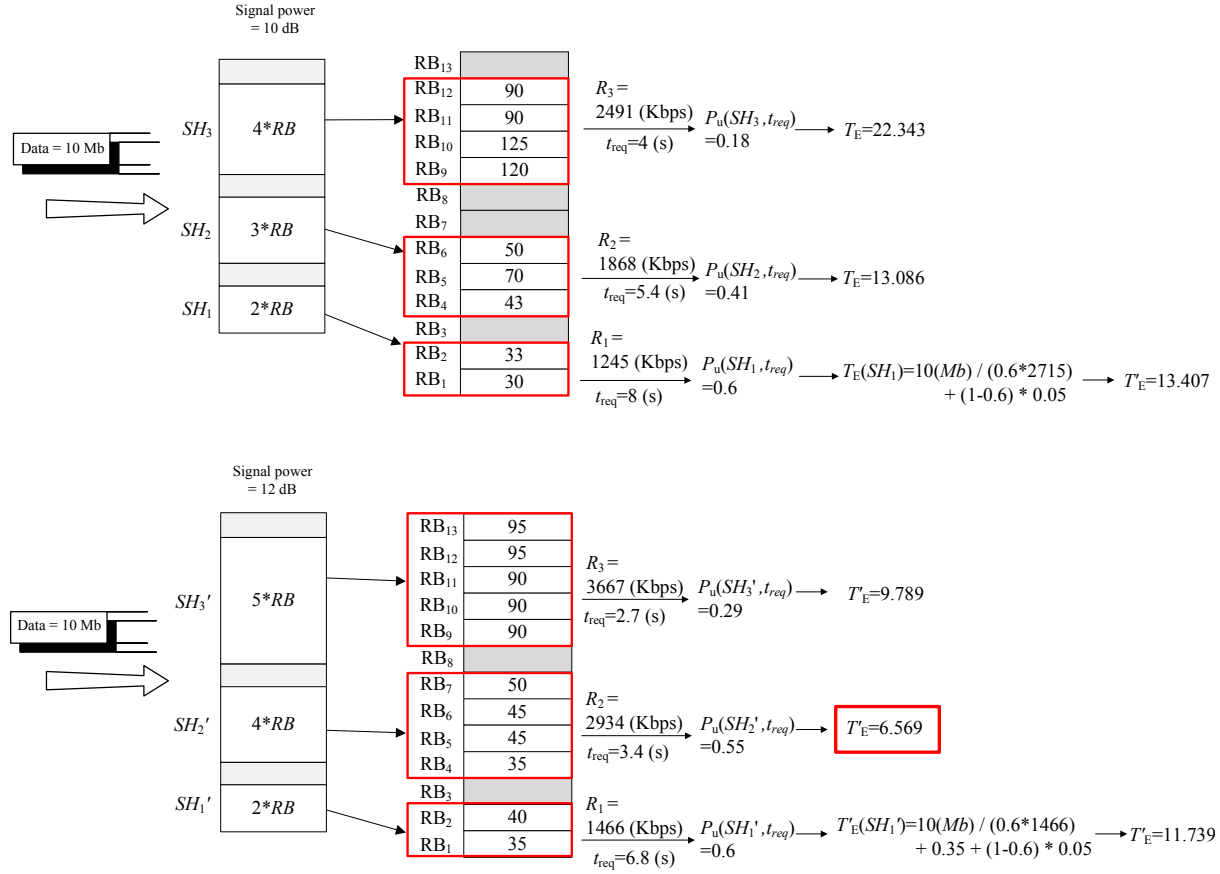 Signal power
= 10 dB
Data = 10 Mb
SH3
4*RB
SH2
3*RB
SH1
2*RB
RB13
RB12 90
RB11 90
RB10 125
RB9 120
RB8
RB7
RB6 50
RB5 70
RB4 43
RB3
RB2 33
RB1 30
R3 =
2491 (Kbps)
treq=4 (s)
Pu(SH3 ,treq)
=0.18
TE=22.343
R2 =
1868 (Kbps)
treq=5.4 (s)
Pu(SH2 ,treq)
=0.41
TE=13.086
R1 =
1245 (Kbps)
treq=8 (s)
Pu(SH1 ,treq)
=0.6
TE(SH1)=10(Mb) / (0.6*2715)
+ (1-0.6) * 0.05
T'E=13.407
Signal power
= 12 dB
Data = 10 Mb
SH3'
5*RB
SH2'
4*RB
SH1'
2*RB
RB13 95
RB12 95
RB11 90
RB10 90
RB9 90
RB8
RB7 50
RB6 45
RB5 45
RB4 35
RB3
RB2 40
RB1 35
R3 =
3667 (Kbps)
treq=2.7 (s)
Pu(SH3' ,treq)
=0.29
T'E=9.789
R2 =
2934 (Kbps)
treq=3.4 (s)
Pu(SH2' ,treq)
=0.55
T'E=6.569
R1 =
1466 (Kbps)
treq=6.8 (s)
Pu(SH1' ,treq)
=0.6
T'E(SH1')=10(Mb) / (0.6*1466)
+ 0.35 + (1-0.6) * 0.05
T'E=11.739